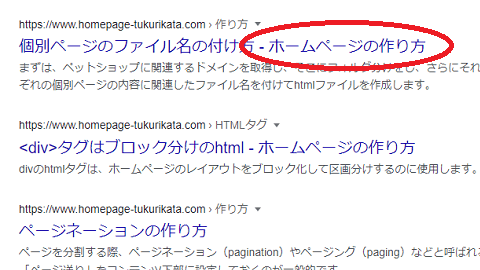 https://www.homepage-tukurikata.com › 作り方
個別ページのファイル名の付け方 - ホームページの作り方
まずは、ペットショップに関連するドメインを取得し、そこにフォルダ分けをし、さらにそれ
ぞれの個別ページの内容に関連したファイル名を付けてhtmlファイルを作成します。
https://www.homepage-tukurikata.com › HTMLタグ
<div>タグはブロック分けのhtml - ホームページの作り方
divのhtmlタグは、ホームページのレイアウトをブロック化して区画分けするのに使用します。
https://www.homepage-tukurikata.com › 作り方
ページネーションの作り方
ページを分割する際、ページネーション（pagination）やページング（paging）などと呼ばれ